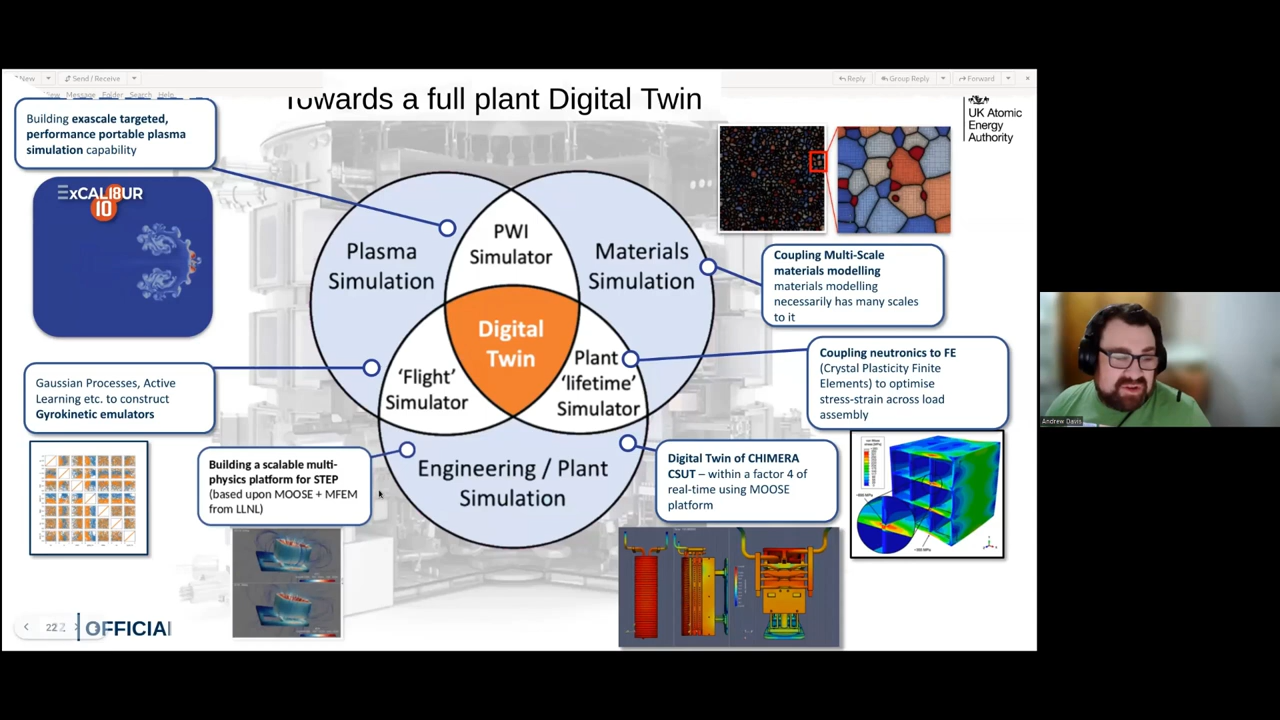 New
Send / Receive
Reply
Group Reply
Forward
View Message Folder Search Help
Towards a full plant Digital Twin
UK Atomic
Energy
Authority
Building exascale targeted,
performance portable plasma
simulation capability
ExCALIBUR
10
PWI
Simulator
Plasma
Simulation
Materials
Simulation
Coupling Multi-Scale
materials modelling
materials modelling
necessarily has many scales
to it
Digital
Twin
Gaussian Processes, Active
Learning etc. to construct
Gyrokinetic emulators
'Flight'
Simulator
Plant
'lifetime'
Simulator
Coupling neutronics to FE
(Crystal Plasticity Finite
Elements) to optimise
stress-strain across load
assembly
Building a scalable multi-
physics platform for STEP
(based upon MOOSE + MFEM
from LLNL)
Engineering / Plant
Simulation
Digital Twin of CHIMERA
CSUT – within a factor 4 of
real-time using MOOSE
platform
22
OFFICIAL
Andrew Davis